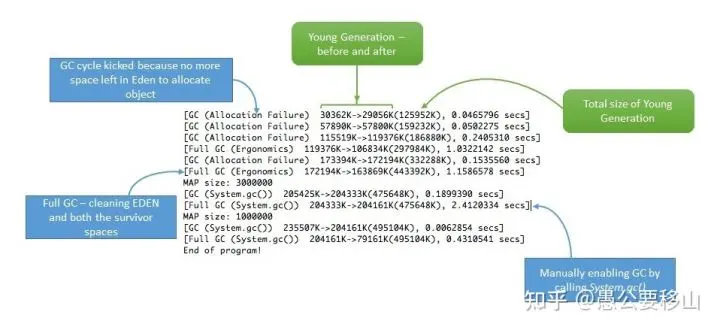 Young Generation –
before and after
GC cycle kicked because no more
space left in Eden to allocate
object
Total size of Young
Generation
[GC (Allocation Failure)  30362K->29056K(125952K), 0.0465796 secs]
[GC (Allocation Failure)  57890K->57800K(159232K), 0.0502275 secs]
[GC (Allocation Failure)  115519K->119376K(186880K), 0.2405310 secs]
[Full GC (Ergonomics)  119376K->106834K(297984K), 1.0322142 secs]
[GC (Allocation Failure)  173394K->172194K(332288K), 0.1535560 secs]
[Full GC (Ergonomics)  172194K->163869K(443392K), 1.1586578 secs]
MAP size: 3000000
[GC (System.gc())  205425K->204333K(475648K), 0.1899390 secs]
[Full GC (System.gc())  204333K->204161K(475648K), 2.4120334 secs]
MAP size: 1000000
[GC (System.gc())  235507K->204161K(495104K), 0.0062854 secs]
[Full GC (System.gc())  204161K->79161K(495104K), 0.4310541 secs]
End of program!
Full GC – cleaning EDEN
and both the survivor
spaces
Manually enabling GC by
calling System.gc()
知乎 @愚公要移山